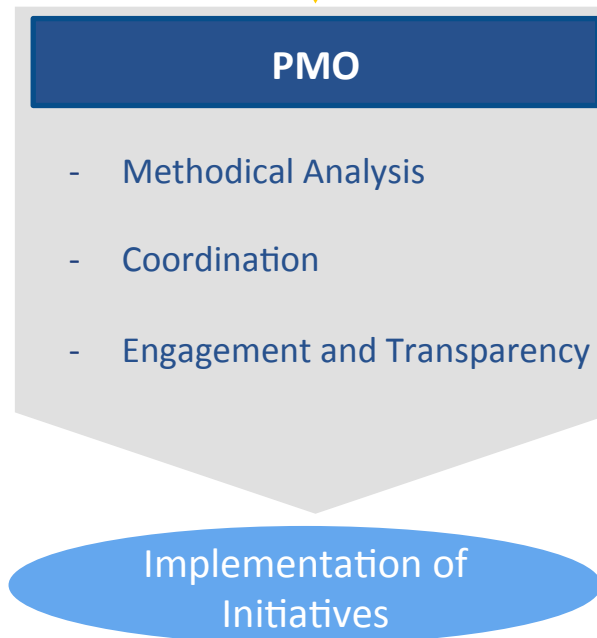 PMO
- Methodical Analysis
- Coordination
- Engagement and Transparency
Implementation of
Initiatives